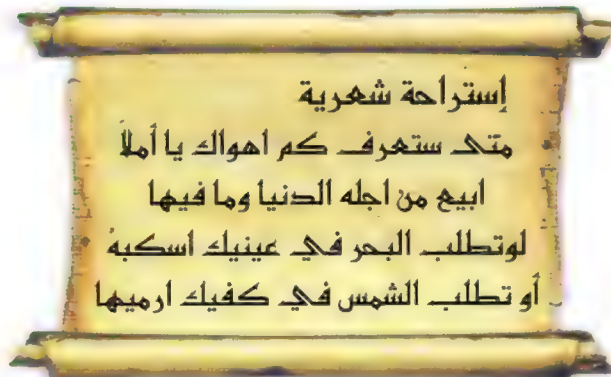 إستراحة شعرية
متى ستعرف كم اهواك يا أملاً
ابيع من اجله الدنيا وما فيها
لوتطلب البحر في عينيك اسكبهُ
أو تطلب الشمس في كفيك ارميها